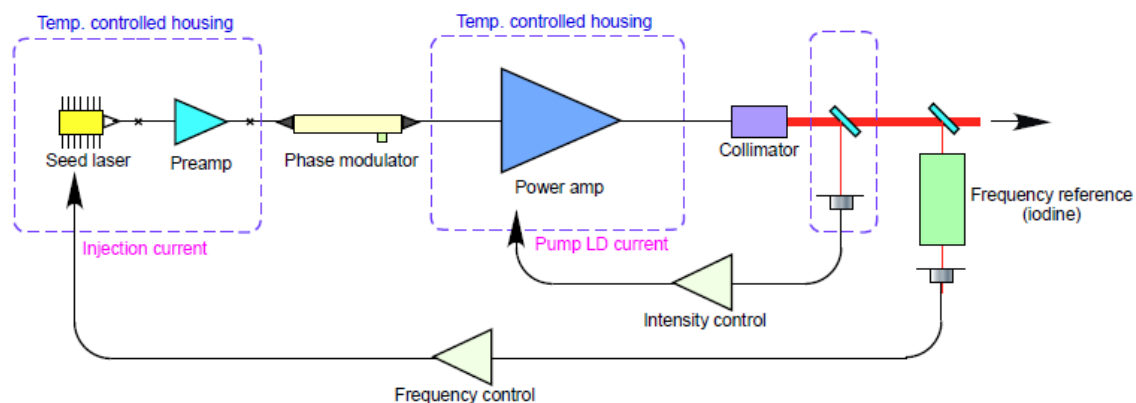 Temp. controlled housing
Temp. controlled housing
Seed laser
Preamp
Phase modulator
Power amp
Collimator
Frequency reference
(iodine)
Injection current
Pump LD current
Intensity control
Frequency control